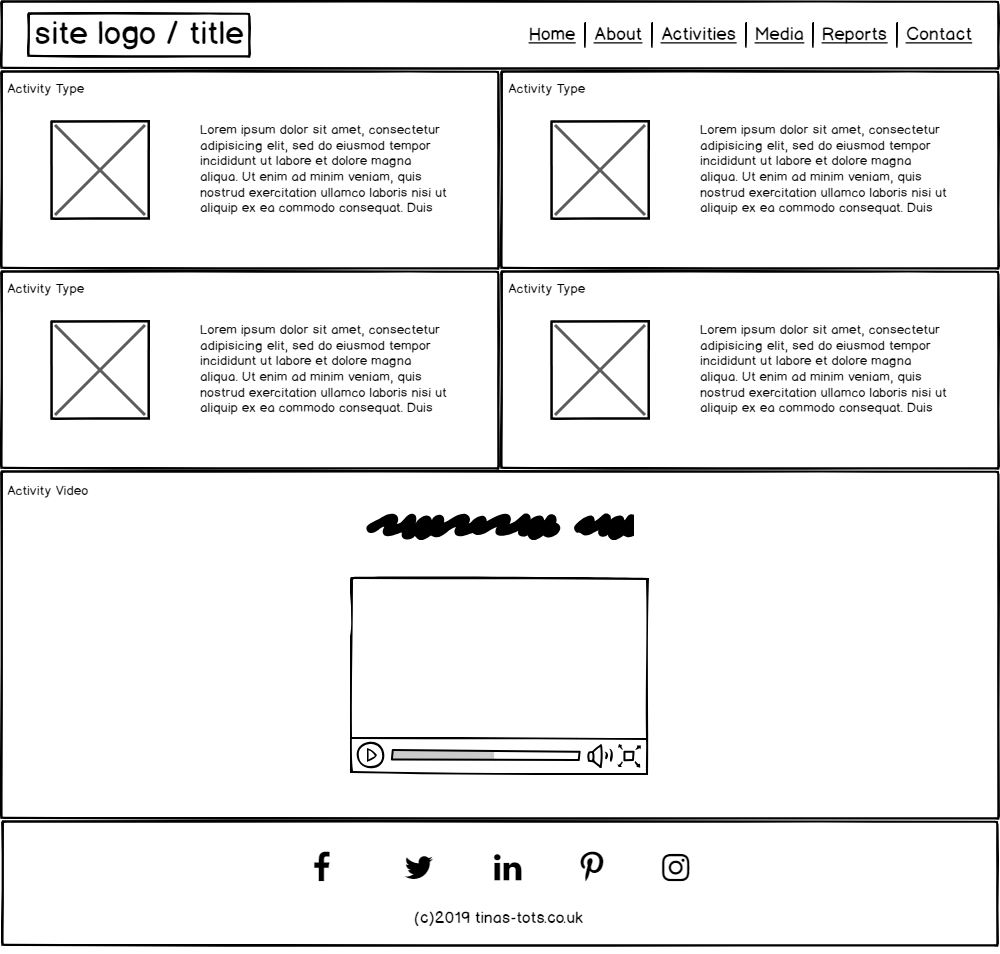 site logo / title
Home | About | Activities | Media | Reports | Contact
Activity Type
Lorem ipsum dolor sit amet, consectetur
adipisicing elit, sed do eiusmod tempor
incididunt ut labore et dolore magna
aliqua. Ut enim ad minim veniam, quis
nostrud exercitation ullamco laboris nisi ut
aliquip ex ea commodo consequat. Duis
Activity Type
Lorem ipsum dolor sit amet, consectetur
adipisicing elit, sed do eiusmod tempor
incididunt ut labore et dolore magna
aliqua. Ut enim ad minim veniam, quis
nostrud exercitation ullamco laboris nisi ut
aliquip ex ea commodo consequat. Duis
Activity Type
Lorem ipsum dolor sit amet, consectetur
adipisicing elit, sed do eiusmod tempor
incididunt ut labore et dolore magna
aliqua. Ut enim ad minim veniam, quis
nostrud exercitation ullamco laboris nisi ut
aliquip ex ea commodo consequat. Duis
Activity Type
Lorem ipsum dolor sit amet, consectetur
adipisicing elit, sed do eiusmod tempor
incididunt ut labore et dolore magna
aliqua. Ut enim ad minim veniam, quis
nostrud exercitation ullamco laboris nisi ut
aliquip ex ea commodo consequat. Duis
Activity Video
(c)2019 tinas-tots.co.uk